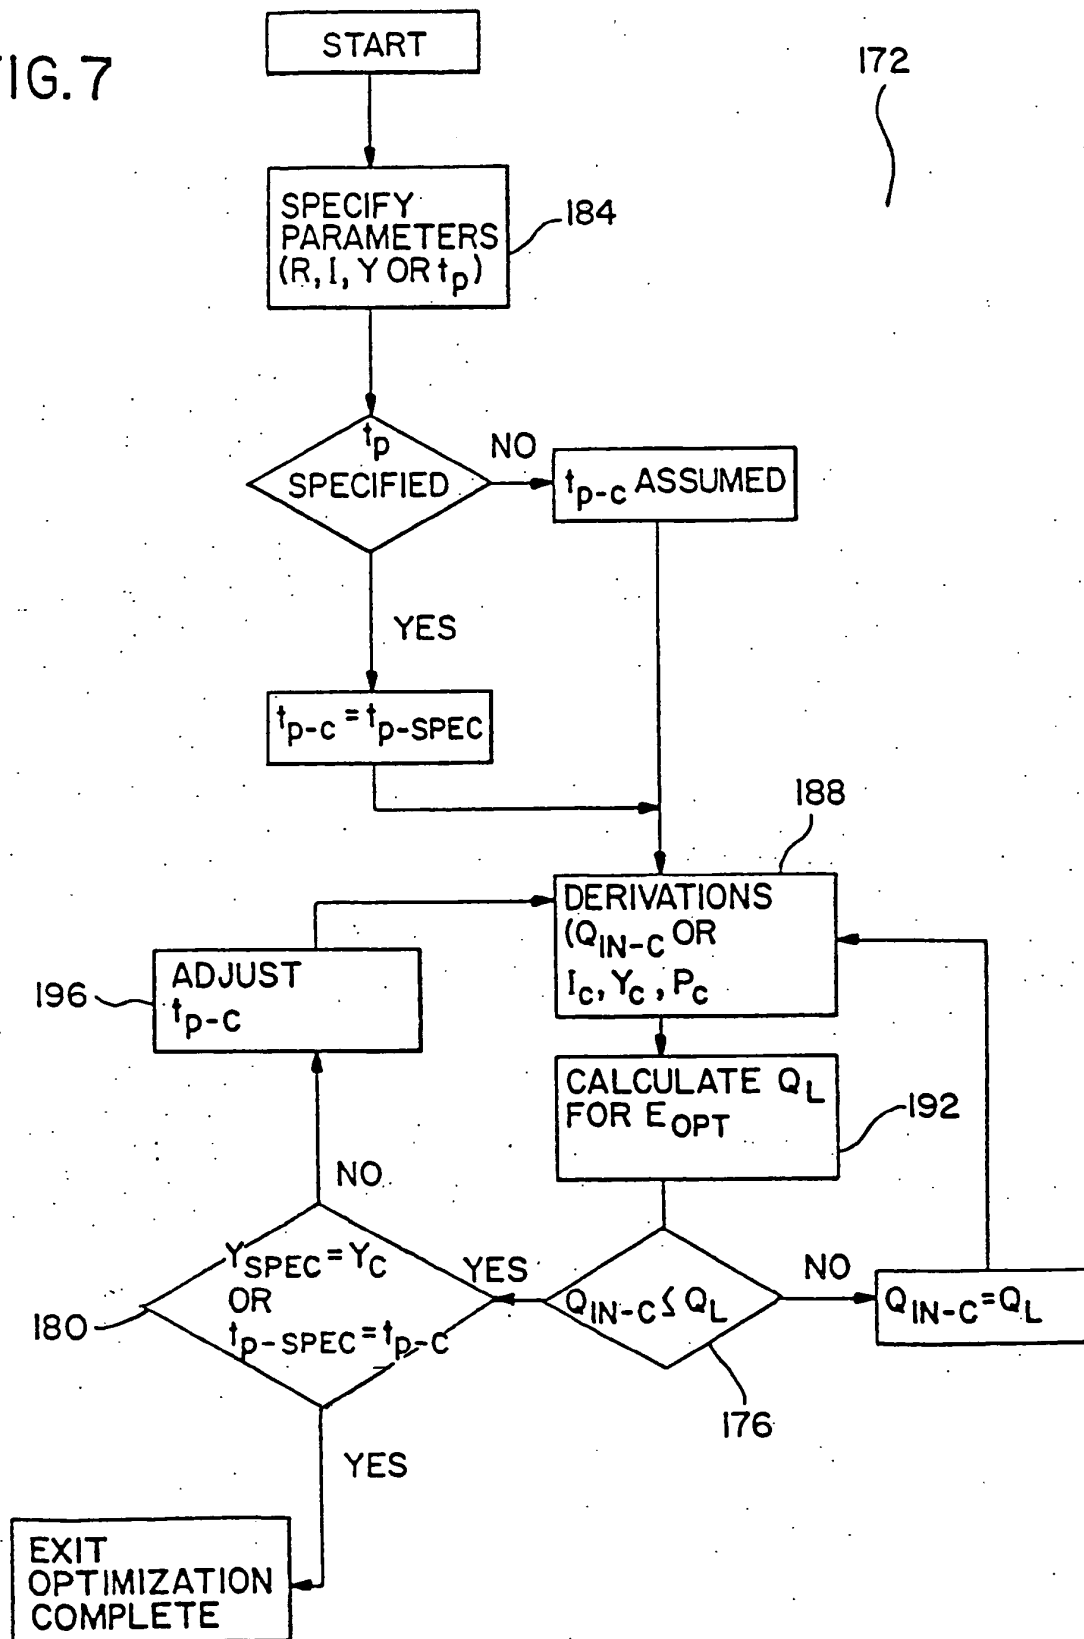 FIG. 7
START
172
SPECIFY
PARAMETERS
(R, I, Y OR tp)
184
tp
SPECIFIED
NO
tp-c ASSUMED
YES
tp-c = tp-SPEC
188
DERIVATIONS
(QIN-C OR
Ic, Yc, Pc
ADJUST
tp-c
196
CALCULATE QL
FOR EOPT
192
NO
YSPEC = YC
OR
tp-SPEC = tp-c
180
YES
QIN-C ≤ QL
NO
QIN-C = QL
176
YES
EXIT
OPTIMIZATION
COMPLETE